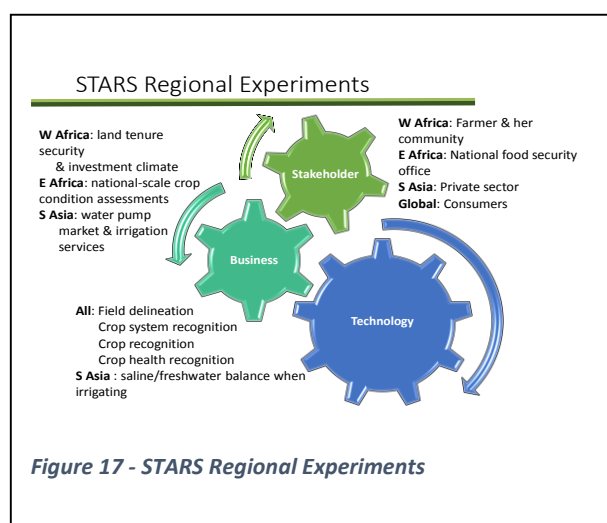 STARS Regional Experiments
W Africa: land tenure
security
& investment climate
E Africa: national-scale crop
condition assessments
S Asia: water pump
market & irrigation
services
W Africa: Farmer & her
community
E Africa: National food security
office
S Asia: Private sector
Global: Consumers
Stakeholder
Business
Technology
All: Field delineation
Crop system recognition
Crop recognition
Crop health recognition
S Asia : saline/freshwater balance when
irrigating
Figure 17 - STARS Regional Experiments